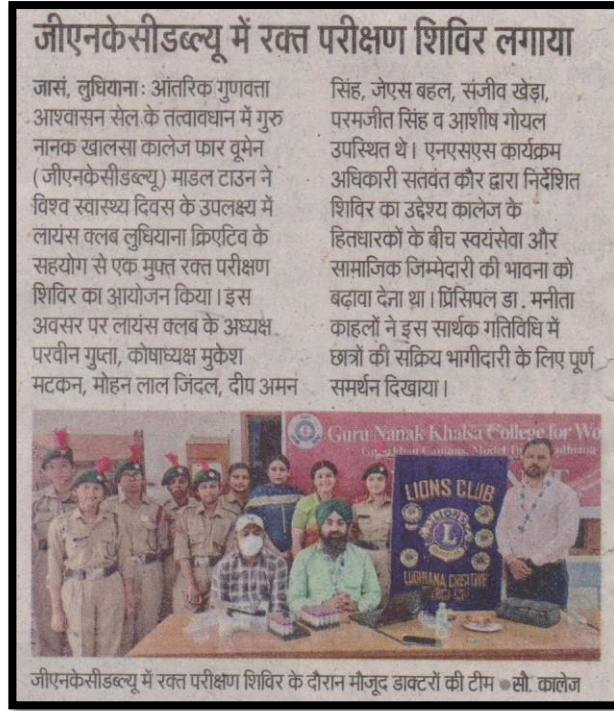 जीएनकेसीडब्ल्यू में रक्त परीक्षण शिविर लगाया
जासं, लुधियाना: आंतरिक गुणवत्ता
आश्वासन सेल के तत्वावधान में गुरु
नानक खालसा कालेज फार वूमेन
(जीएनकेसीडब्ल्यू) माडल टाउन ने
विश्व स्वास्थ्य दिवस के उपलक्ष्य में
लायंस क्लब लुधियाना क्रिएटिव के
सहयोग से एक मुफ्त रक्त परीक्षण
शिविर का आयोजन किया। इस
अवसर पर लायंस क्लब के अध्यक्ष
परवीन गुप्ता, कोषाध्यक्ष मुकेश
मटकन, मोहन लाल जिंदल, दीप अमन
सिंह, जेएस बहल, संजीव खेड़ा,
परमजीत सिंह व आशीष गोयल
उपस्थित थे। एनएसएस कार्यक्रम
अधिकारी सतवंत कौर द्वारा निर्देशित
शिविर का उद्देश्य कालेज के
हितधारकों के बीच स्वयंसेवा और
सामाजिक जिम्मेदारी की भावना को
बढ़ावा देना था। प्रिंसिपल डा. मनीता
काहलों ने इस सार्थक गतिविधि में
छात्रों की सक्रिय भागीदारी के लिए पूर्ण
समर्थन दिखाया।
Guru Nanak Khalsa College for Wo
Model
LIONS CLUB
LIONS
L
LUDHIANA CREATIVE
जीएनकेसीडब्ल्यू में रक्त परीक्षण शिविर के दौरान मौजूद डाक्टरों की टीम ● सौ. कालेज